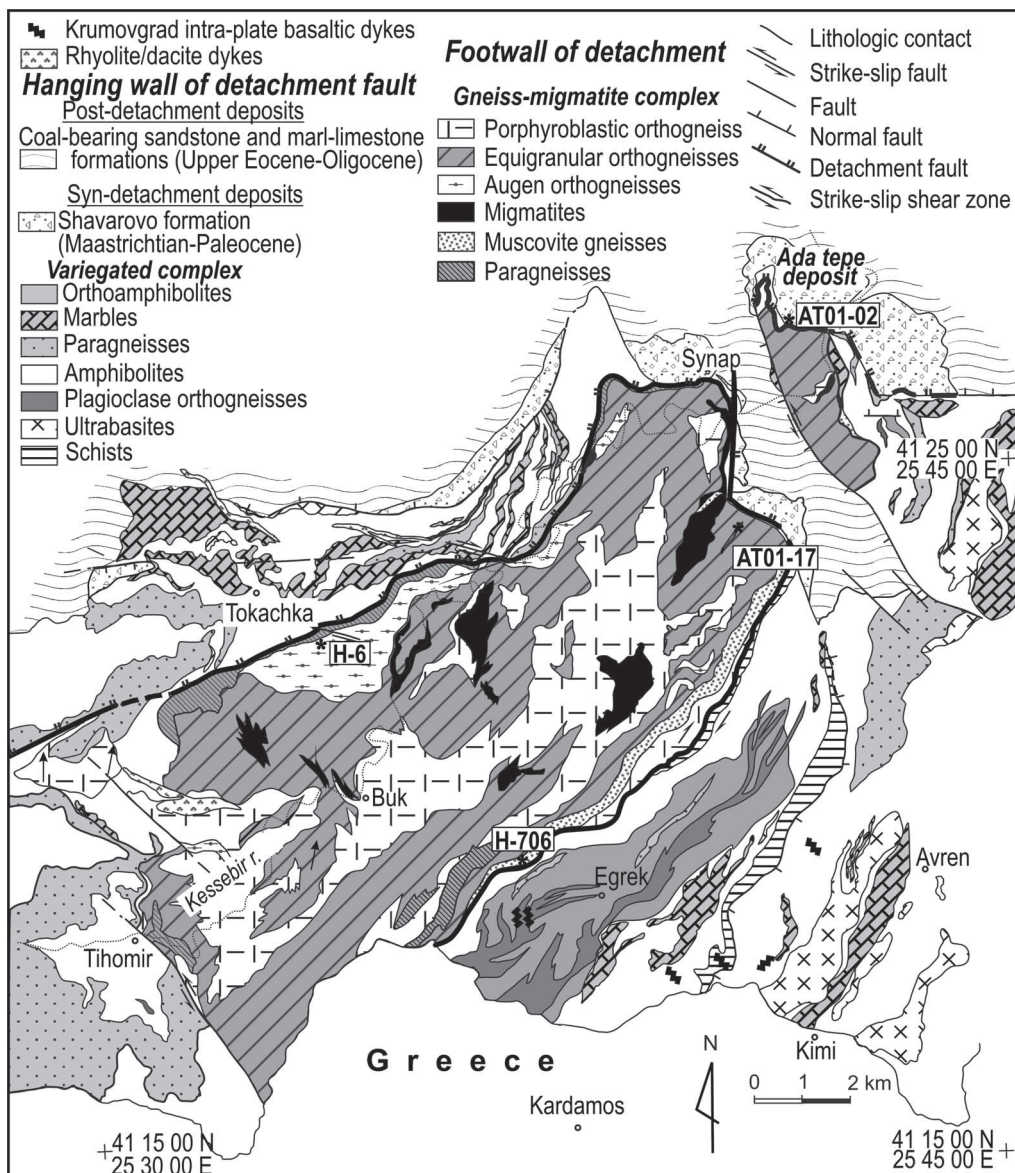 Krumovgrad intra-plate basaltic dykes
Rhyolite/dacite dykes
Hanging wall of detachment fault
Post-detachment deposits
Coal-bearing sandstone and marl-limestone
formations (Upper Eocene-Oligocene)
Syn-detachment deposits
Shavarovo formation
(Maastrichtian-Paleocene)
Variegated complex
Orthoamphibolites
Marbles
Paragneisses
Amphibolites
Plagioclase orthogneisses
Ultrabasites
Schists
Footwall of detachment
Gneiss-migmatite complex
Porphyroblastic orthogneiss
Equigranular orthogneisses
Augen orthogneisses
Migmatites
Muscovite gneisses
Paragneisses
Lithologic contact
Strike-slip fault
Fault
Normal fault
Detachment fault
Strike-slip shear zone
Ada tepe
deposit
AT01-02
Synap
41 25 00 N
25 45 00 E
AT01-17
Tokachka
H-6
Buk
H-706
Kessebir r.
Egrek
Avren
Tihomir
Kimi
Greece
N
0 1 2 km
Kardamos
41 15 00 N
25 30 00 E
41 15 00 N
25 45 00 E